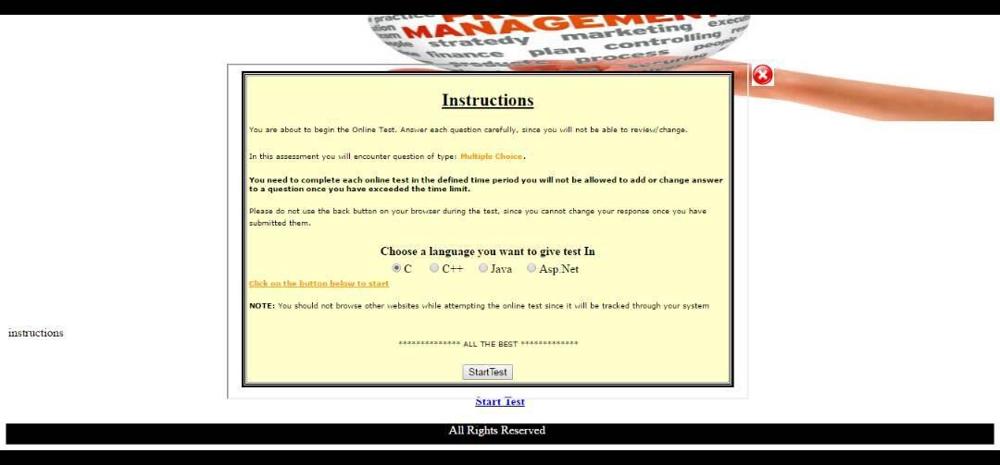 practice
MANAGEMENT
strategy marketing
finance plan controlling
products process people
securing
Instructions
You are about to begin the Online Test. Answer each question carefully, since you will not be able to review/change.
In this assessment you will encounter question of type: Multiple Choice.
You need to complete each online test in the defined time period you will not be allowed to add or change answer
to a question once you have exceeded the time limit.
Please do not use the back button on your browser during the test, since you cannot change your response once you have
submitted them.
Choose a language you want to give test In
C C++ Java Asp.Net
Click on the button below to start
NOTE: You should not browse other websites while attempting the online test since it will be tracked through your system
instructions
************** ALL THE BEST *************
StartTest
Start Test
All Rights Reserved